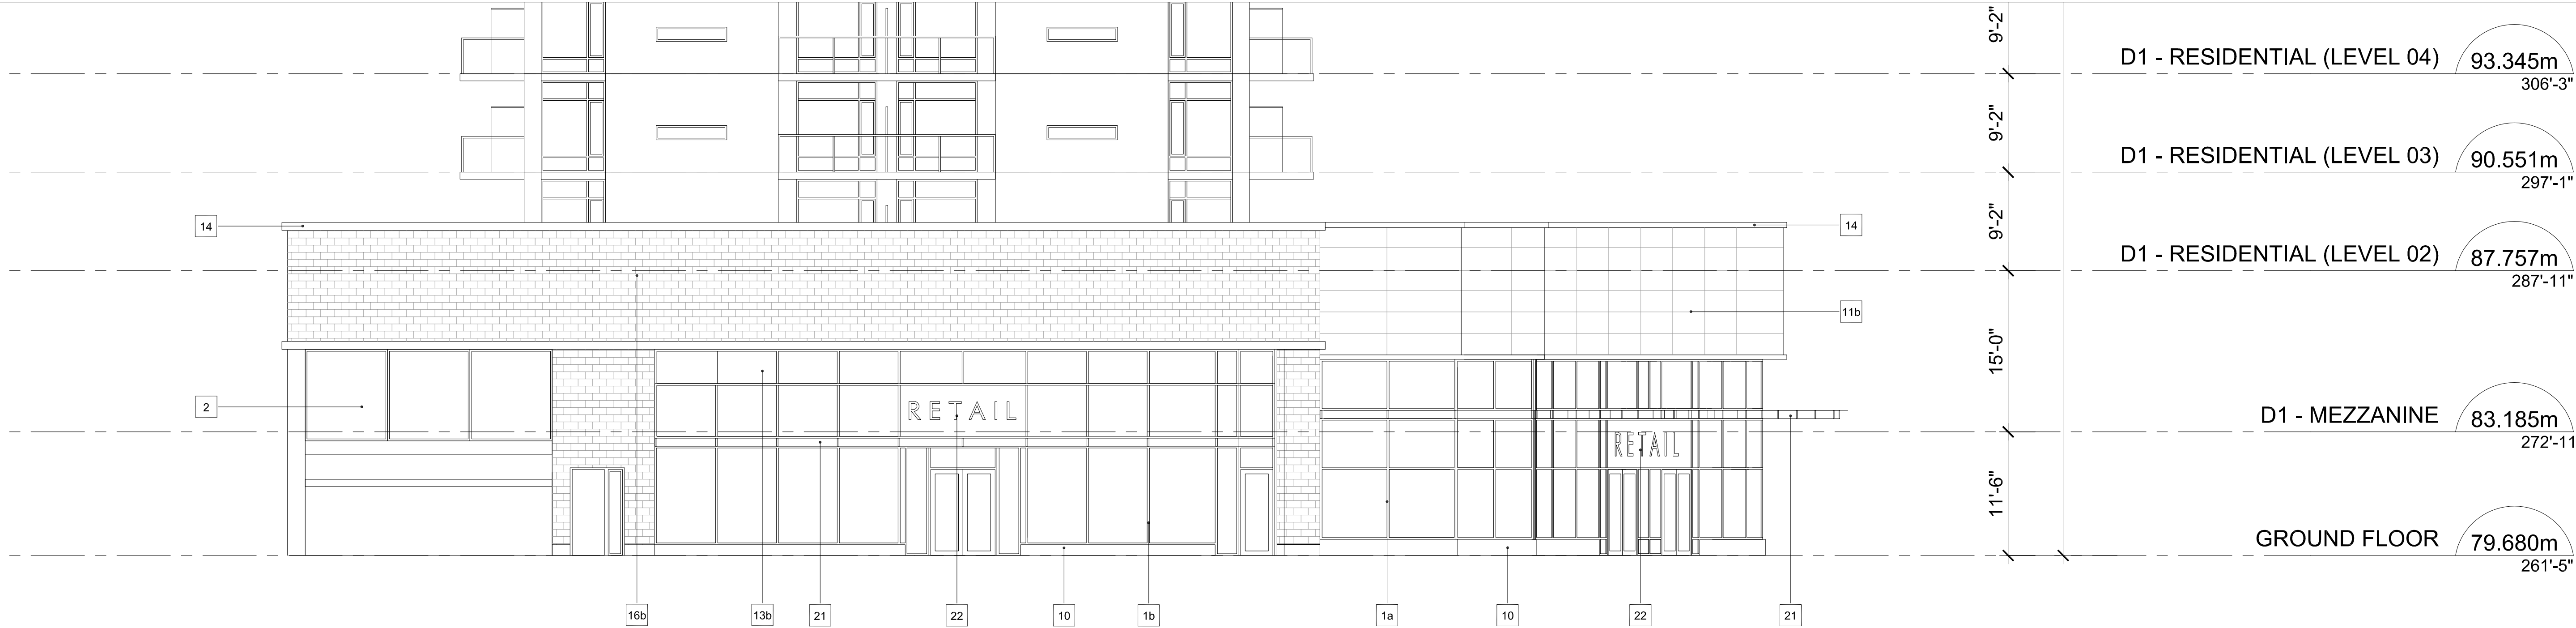 9'-2"
D1 - RESIDENTIAL (LEVEL 04) 93.345m
306'-3"
9'-2"
D1 - RESIDENTIAL (LEVEL 03) 90.551m
297'-1"
9'-2"
14
14
D1 - RESIDENTIAL (LEVEL 02) 87.757m
287'-11"
11b
15'-0"
2
RETAIL
D1 - MEZZANINE 83.185m
272'-11
RETAIL
11'-6"
GROUND FLOOR 79.680m
261'-5"
16b 13b 21 22 10 1b 1a 10 22 21